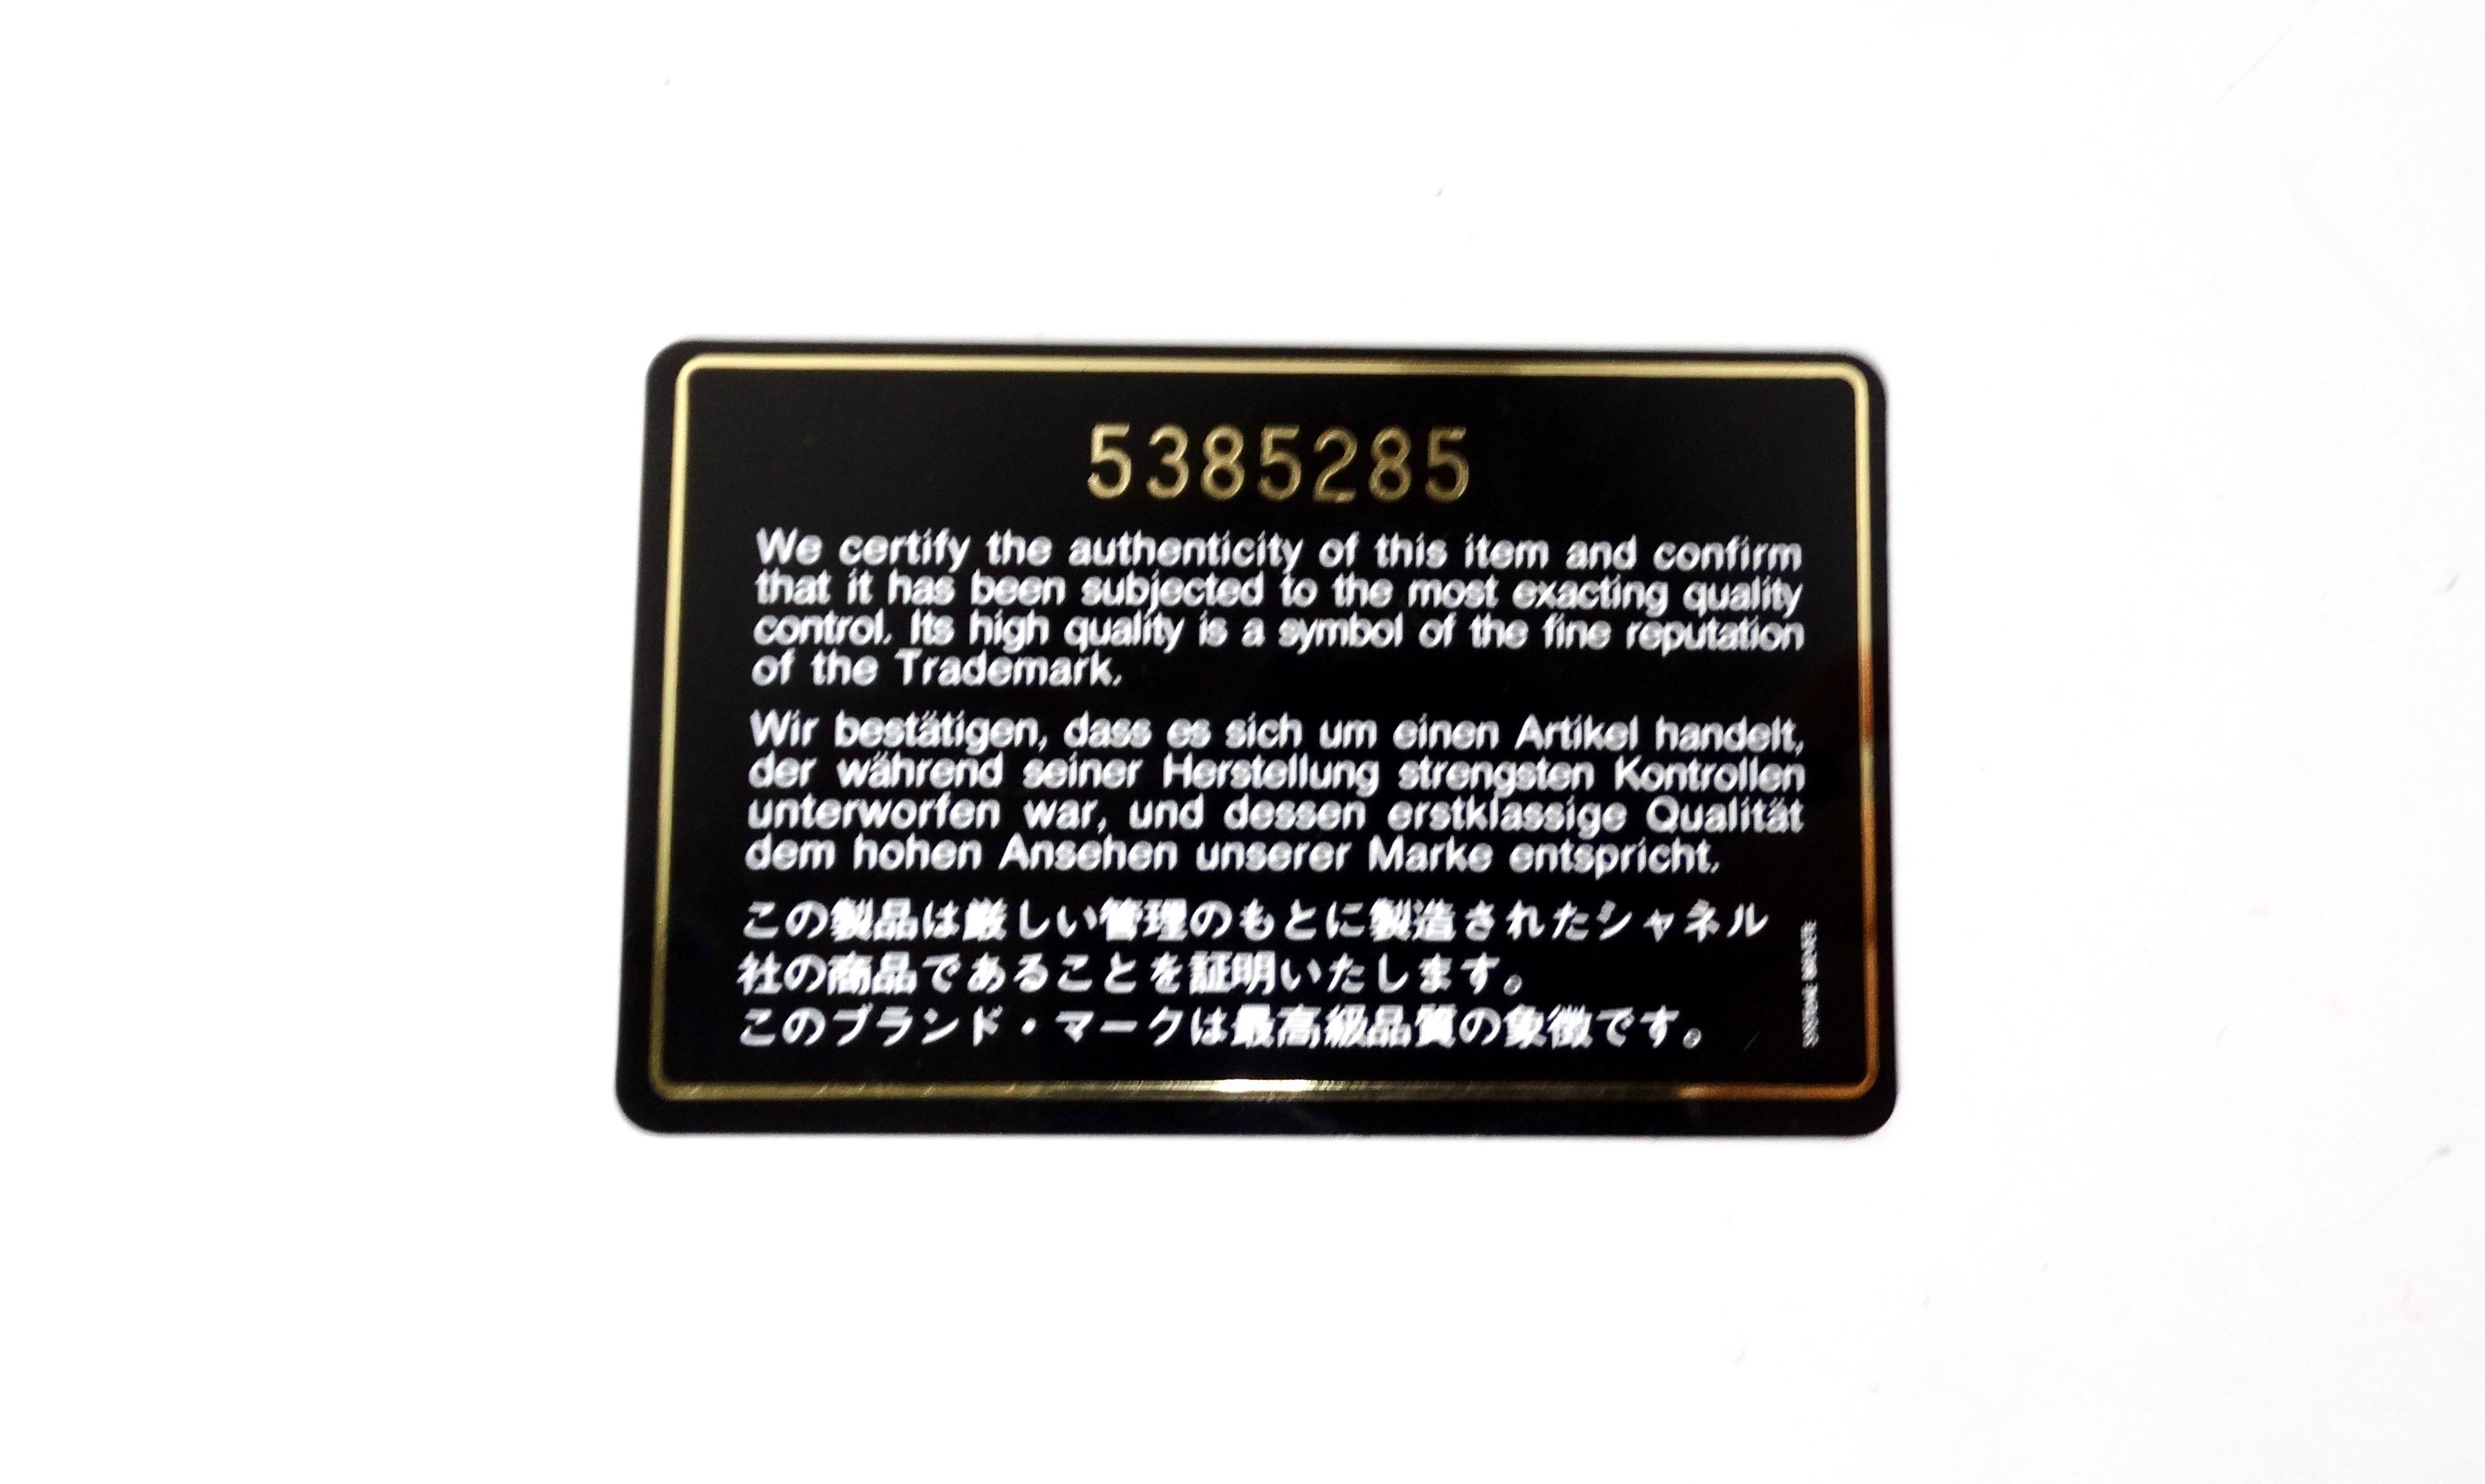 5385285
We certify the authenticity of this item and confirm
that it has been subjected to the most exacting quality
control. Its high quality is a symbol of the fine reputation
of the Trademark.
Wir bestätigen, dass es sich um einen Artikel handelt,
der während seiner Herstellung strengsten Kontrollen
unterworfen war, und dessen erstklassige Qualität
dem hohen Ansehen unserer Marke entspricht.
この製品は厳しい管理のもとに製造されたシャネル
社の商品であることを証明いたします。
このブランド・マークは最高級品質の象徴です。